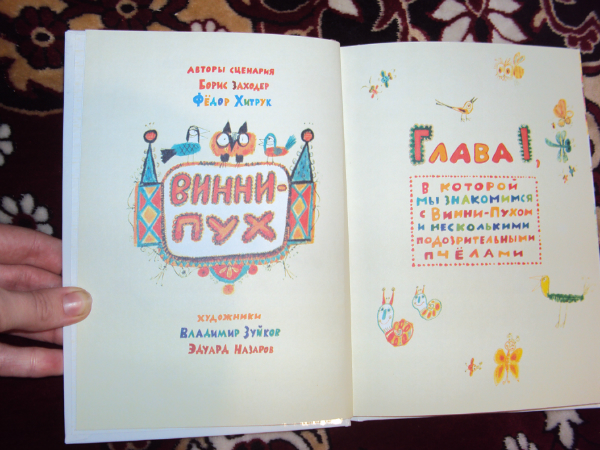 АВТОРЫ СЦЕНАРИЯ
БОРИС ЗАХОДЕР
ФЁДОР ХИТРУК
ВИННИ-
ПУХ
ХУДОЖНИКИ
ВЛАДИМИР ЗУЙКОВ
ЭДУАРД НАЗАРОВ
ГЛАВА I,
В КОТОРОЙ
МЫ ЗНАКОМИМСЯ
С ВИННИ-ПУХОМ
И НЕСКОЛЬКИМИ
ПОДОЗРИТЕЛЬНЫМИ
ПЧЁЛАМИ